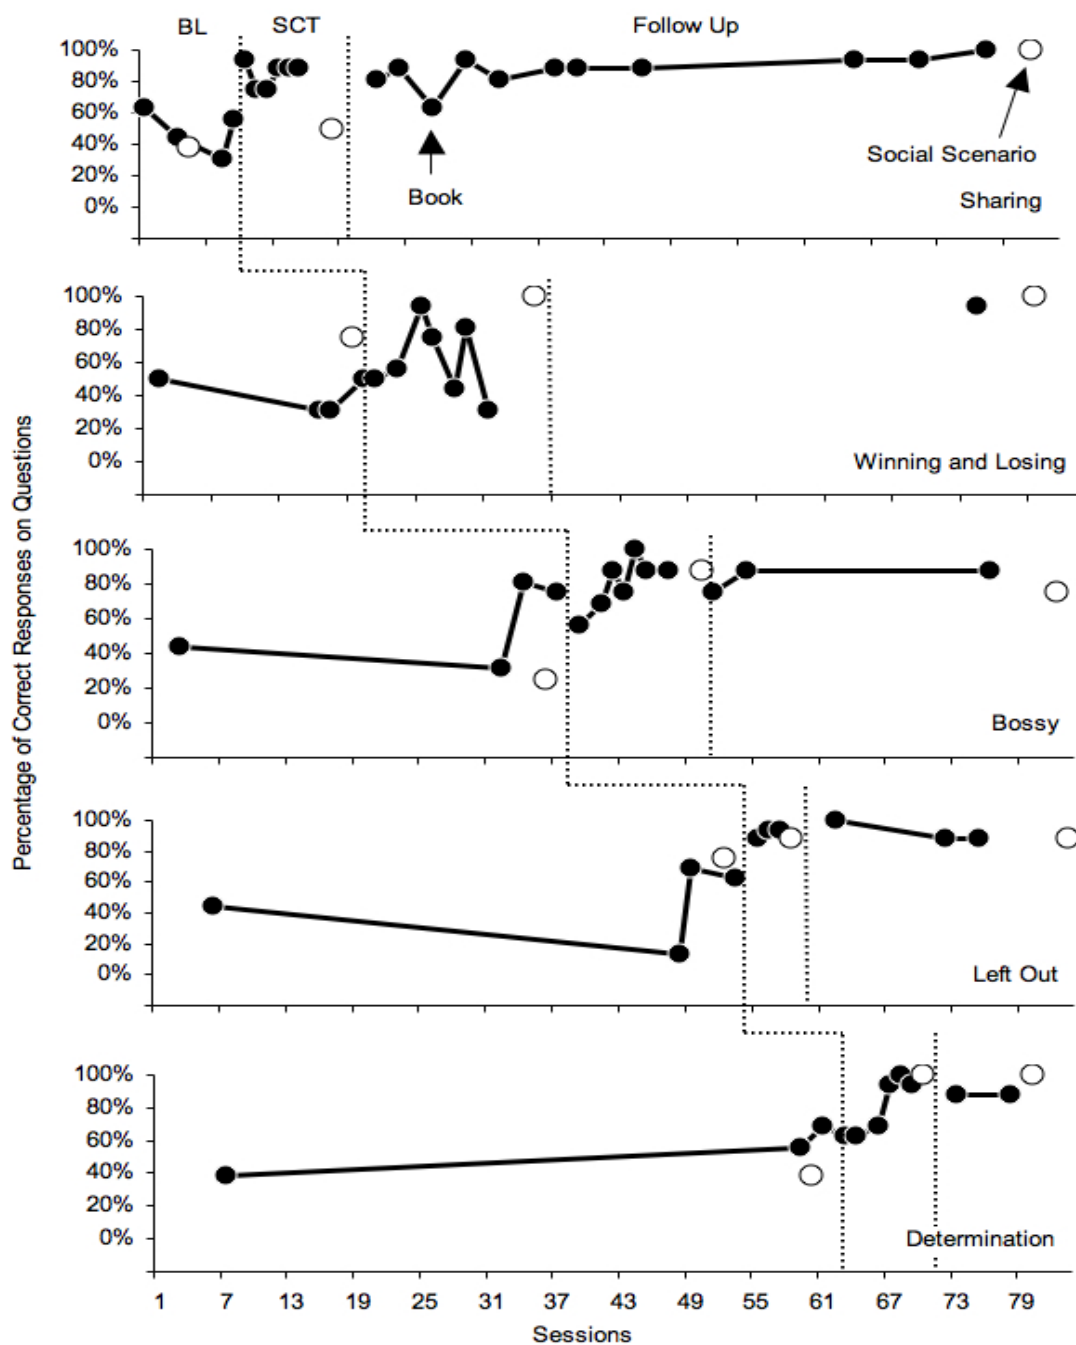 BL SCT Follow Up
100%
80%
60%
40%
20%
0%
Book
Social Scenario
Sharing
100%
80%
60%
40%
20%
0%
Winning and Losing
100%
80%
60%
40%
20%
0%
Bossy
100%
80%
60%
40%
20%
0%
Left Out
100%
80%
60%
40%
20%
0%
Determination
1 7 13 19 25 31 37 43 49 55 61 67 73 79
Sessions
Percentage of Correct Responses on Questions